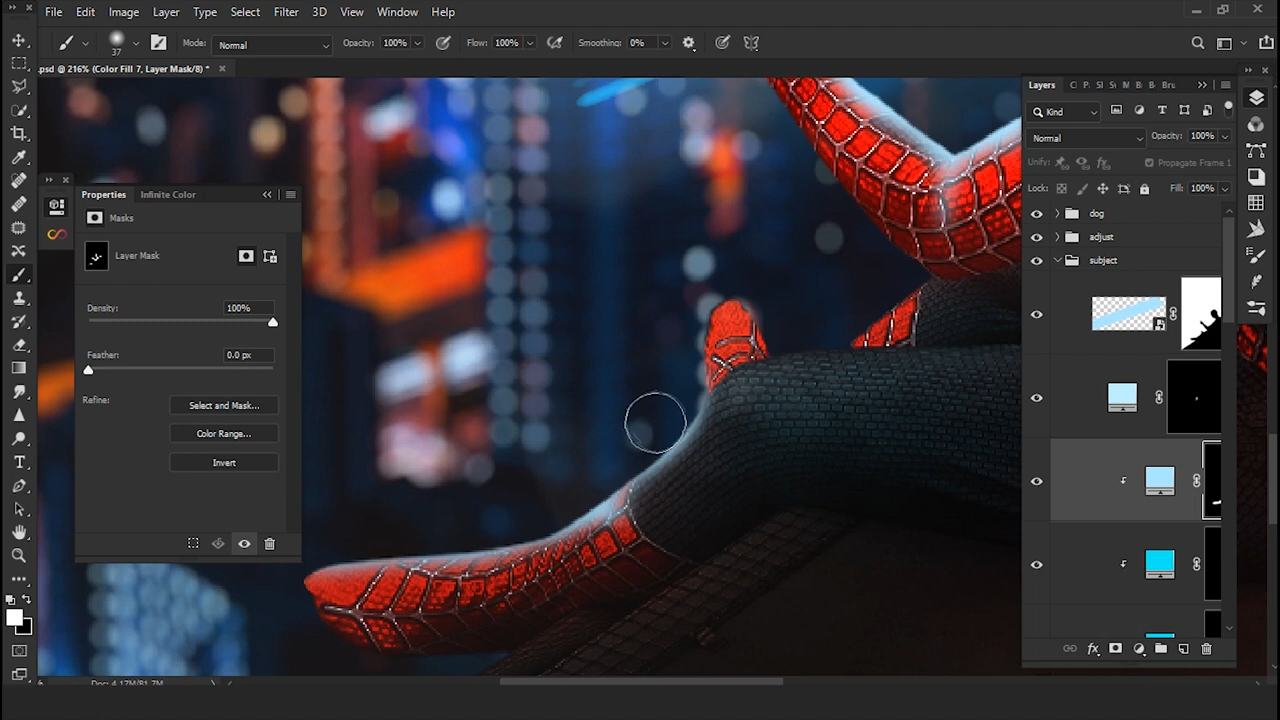 File Edit Image Layer Type Select Filter 3D View Window Help
37 Mode: Normal Opacity: 100% Flow: 100% Smoothing: 0%
.psd @ 216% (Color Fill 7, Layer Mask/8) *
Properties Infinite Color
Masks
Layer Mask
Density: 100%
Feather: 0.0 px
Refine: Select and Mask...
Color Range...
Invert
Layers C P SI Sv M B B Bru
Kind
Normal Opacity: 100%
Unify: Propagate Frame 1
Lock: Fill: 100%
dog
adjust
subject
Doc: 4.17M/81.7M